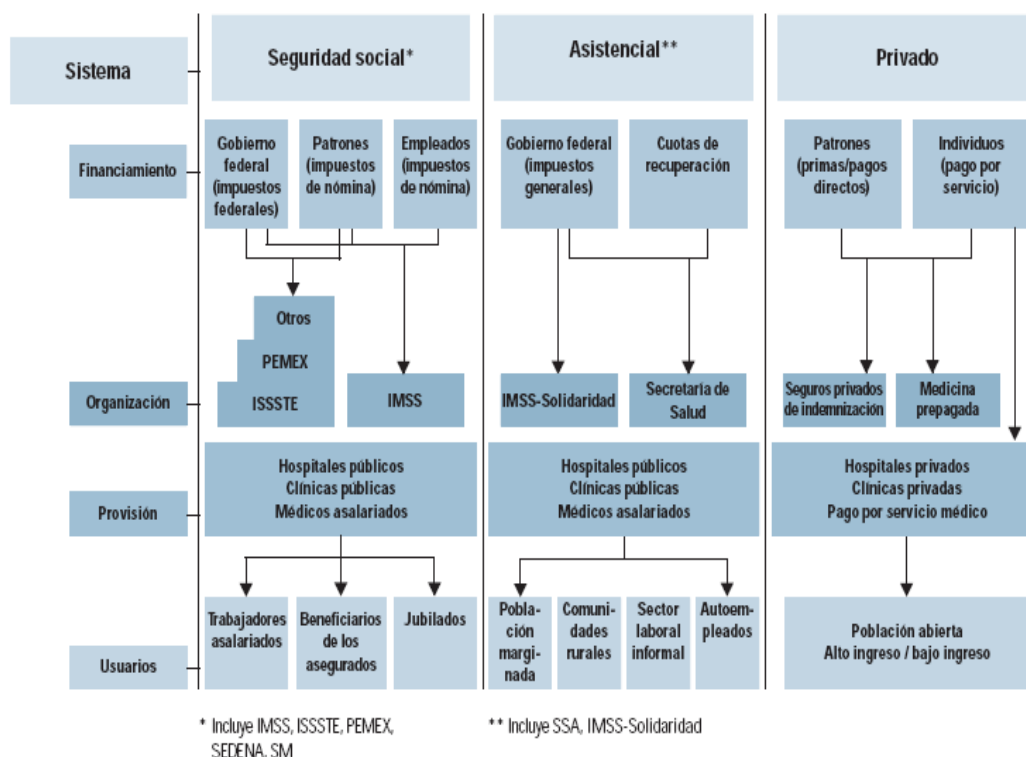 Sistema
Seguridad social*
Asistencial**
Privado
Financiamiento
Gobierno
federal
(impuestos
federales)
Patrones
(impuestos
de nómina)
Empleados
(impuestos
de nómina)
Gobierno
federal
(impuestos
generales)
Cuotas de
recuperación
Patrones
(primas/pagos
directos)
Individuos
(pago por
servicio)
Organización
Otros
PEMEX
ISSSTE
IMSS
IMSS-Solidaridad
Secretaría de
Salud
Seguros privados
de indemnización
Medicina
prepagada
Provisión
Hospitales públicos
Clínicas públicas
Médicos asalariados
Hospitales públicos
Clínicas públicas
Médicos asalariados
Hospitales privados
Clínicas privadas
Pago por servicio médico
Usuarios
Trabajadores
asalariados
Beneficiarios
de los
asegurados
Jubilados
Pobla-
ción
margi-
nada
Comuni-
dades
rurales
Sector
laboral
informal
Autoem-
pleados
Población abierta
Alto ingreso / bajo ingreso
* Incluye IMSS, ISSSTE, PEMEX,
SEDENA, SM
** Incluye SSA, IMSS-Solidaridad